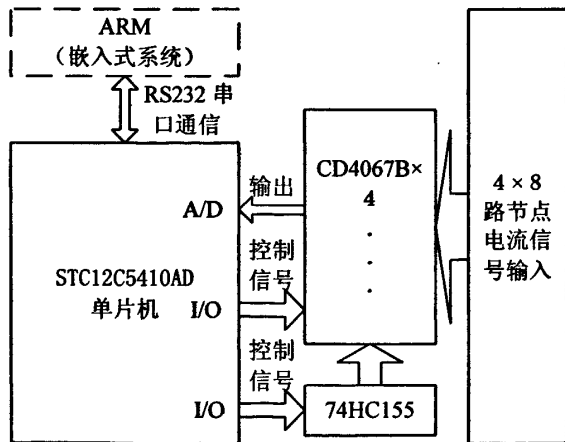 ARM
（嵌入式系统）
RS232 串
口通信
CD4067B×
4
输出
A/D
4×8
路节点
电流信
号输入
控制
信号
STC12C5410AD
单片机
I/O
控制
信号
I/O
74HC155